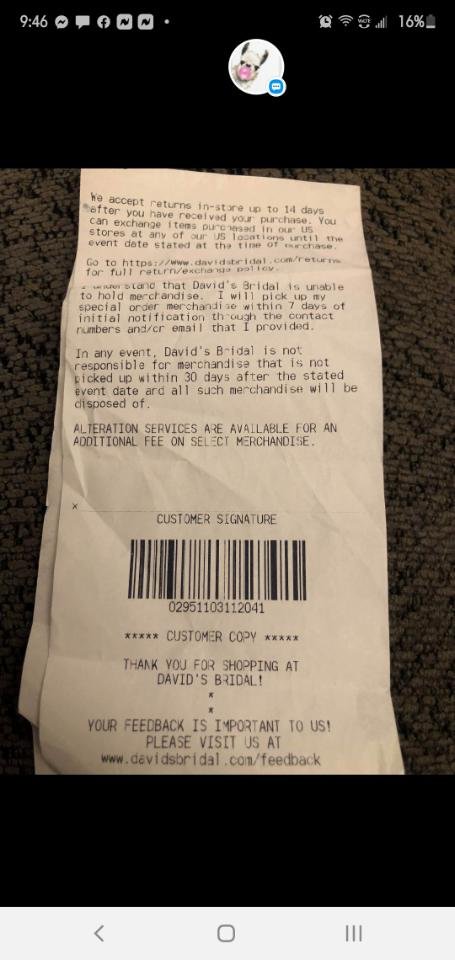 9:46
16%
We accept returns in-store up to 14 days
after you have received your purchase. You
can exchange items purchased in our US
stores at any of our US locations until the
event date stated at the time of purchase.
Go to https://www.davidsbridal.com/returns
for full return/exchange policy.
I understand that David's Bridal is unable
to hold merchandise. I will pick up my
special order merchandise within 7 days of
initial notification through the contact
numbers and/or email that I provided.
In any event, David's Bridal is not
responsible for merchandise that is not
picked up within 30 days after the stated
event date and all such merchandise will be
disposed of.
ALTERATION SERVICES ARE AVAILABLE FOR AN
ADDITIONAL FEE ON SELECT MERCHANDISE.
x
CUSTOMER SIGNATURE
02951103112041
***** CUSTOMER COPY *****
THANK YOU FOR SHOPPING AT
DAVID'S BRIDAL!
*
*
YOUR FEEDBACK IS IMPORTANT TO US!
PLEASE VISIT US AT
www.davidsbridal.com/feedback